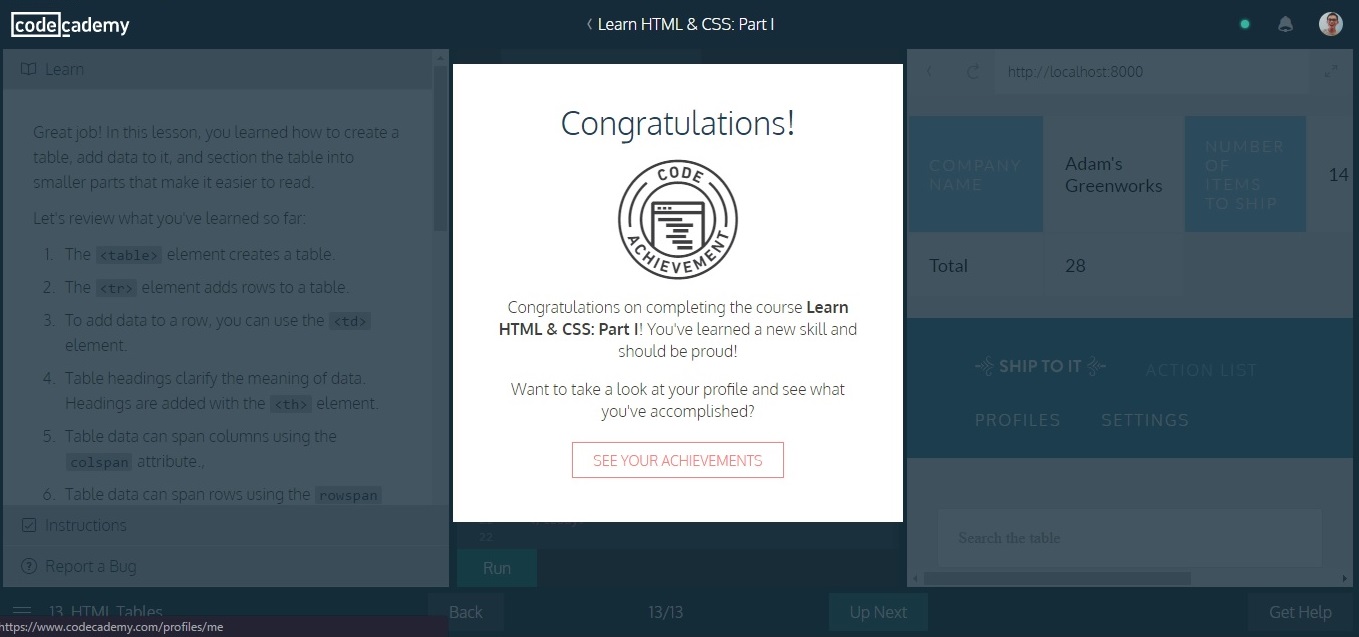 codecademy
Learn HTML & CSS: Part I
Learn
Great job! In this lesson, you learned how to create a
table, add data to it, and section the table into
smaller parts that make it easier to read.
Let's review what you've learned so far:
1. The <table> element creates a table.
2. The <tr> element adds rows to a table.
3. To add data to a row, you can use the <td>
element.
4. Table headings clarify the meaning of data.
Headings are added with the <th> element.
5. Table data can span columns using the
colspan attribute.,
6. Table data can span rows using the rowspan
Instructions
Report a Bug
Congratulations!
CODE
ACHIEVEMENT
Congratulations on completing the course Learn
HTML & CSS: Part I! You've learned a new skill and
should be proud!
Want to take a look at your profile and see what
you've accomplished?
SEE YOUR ACHIEVEMENTS
22
Run
http://localhost:8000
COMPANY
NAME
Adam's
Greenworks
NUMBER
OF
ITEMS
TO SHIP
14
Total
28
SHIP TO IT
ACTION LIST
PROFILES
SETTINGS
Search the table
13. HTML Tables
Back
13/13
Up Next
Get Help
https://www.codecademy.com/profiles/me